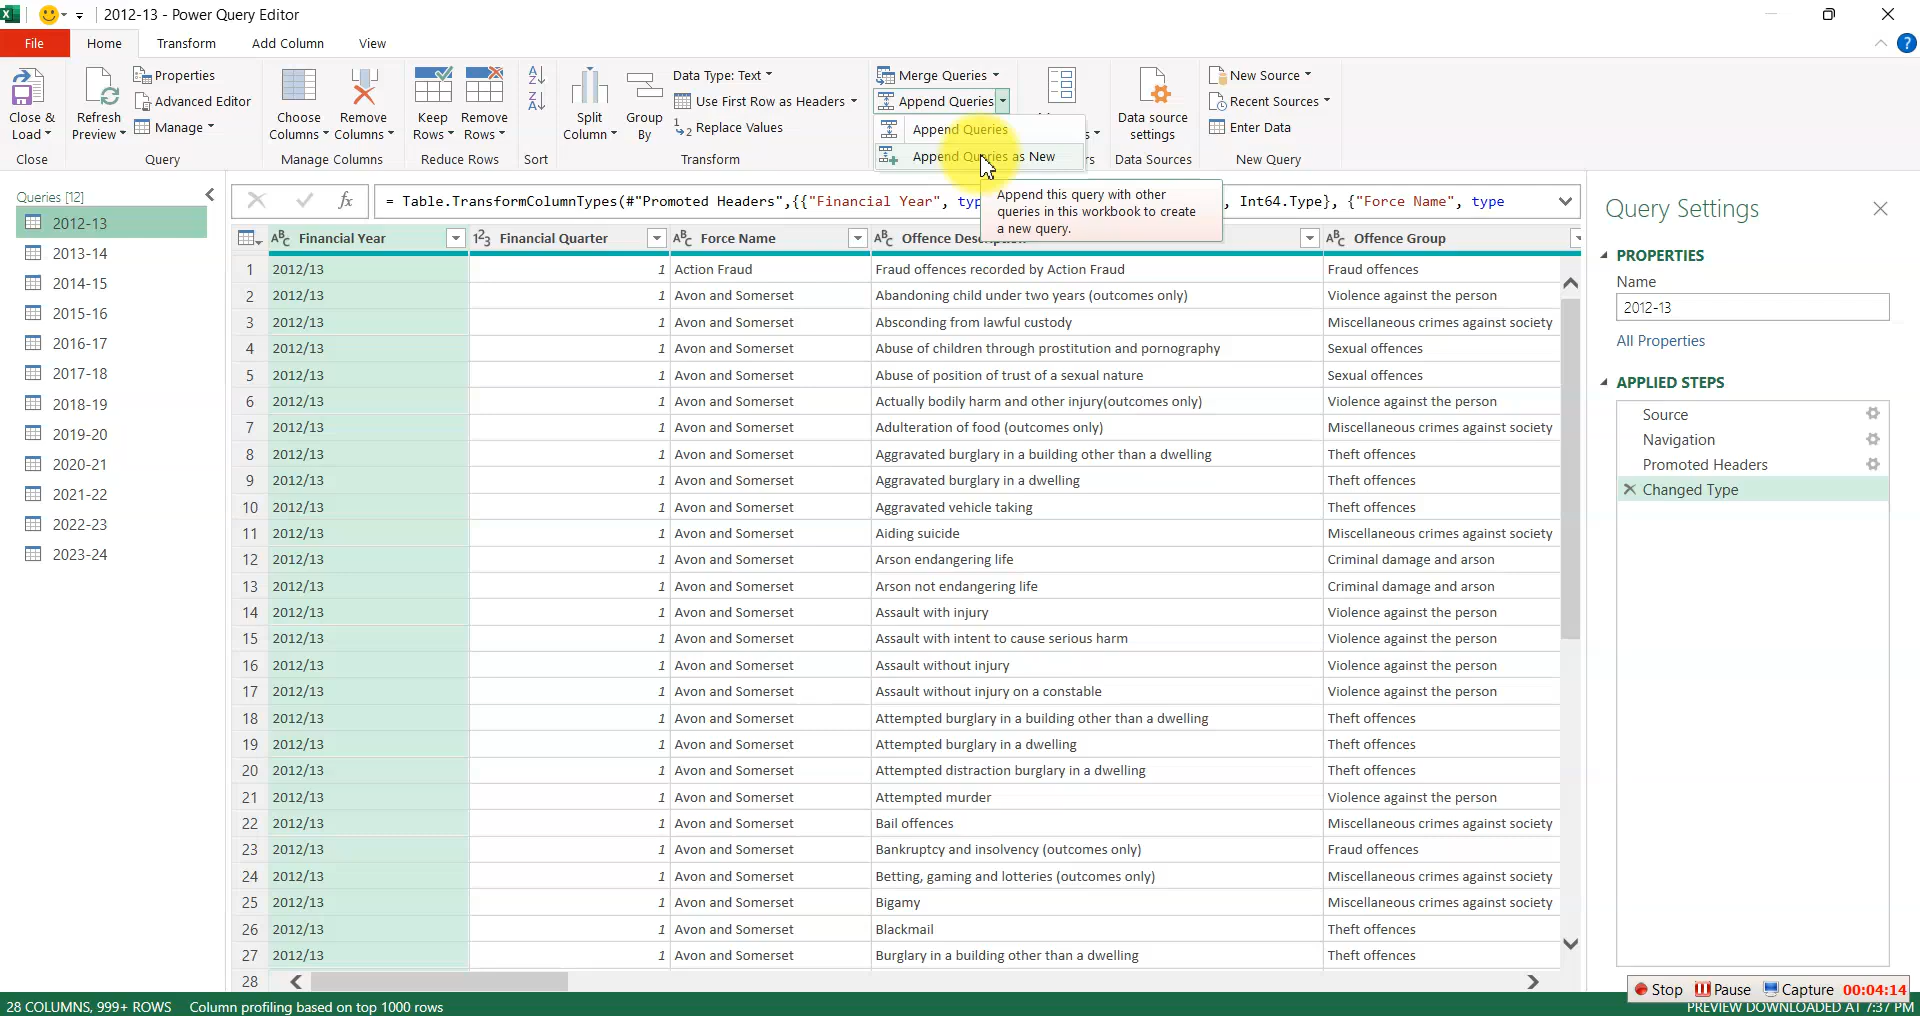 2012-13 - Power Query Editor
File Home Transform Add Column View
Close & Load
Close
Refresh Preview
Properties
Advanced Editor
Manage
Query
Choose Columns
Remove Columns
Manage Columns
Keep Rows
Remove Rows
Reduce Rows
Sort
Split Column
Group By
Data Type: Text
Use First Row as Headers
Replace Values
Transform
Merge Queries
Append Queries
Append Queries
Append Queries as New
Append this query with other
queries in this workbook to create
a new query.
Data source settings
Data Sources
New Source
Recent Sources
Enter Data
New Query
Queries [12]
2012-13
2013-14
2014-15
2015-16
2016-17
2017-18
2018-19
2019-20
2020-21
2021-22
2022-23
2023-24
= Table.TransformColumnTypes(#"Promoted Headers",{{"Financial Year", typ , Int64.Type}, {"Force Name", type
Financial Year Financial Quarter Force Name Offence Offence Group
1 2012/13 1 Action Fraud Fraud offences recorded by Action Fraud Fraud offences
2 2012/13 1 Avon and Somerset Abandoning child under two years (outcomes only) Violence against the person
3 2012/13 1 Avon and Somerset Absconding from lawful custody Miscellaneous crimes against society
4 2012/13 1 Avon and Somerset Abuse of children through prostitution and pornography Sexual offences
5 2012/13 1 Avon and Somerset Abuse of position of trust of a sexual nature Sexual offences
6 2012/13 1 Avon and Somerset Actually bodily harm and other injury(outcomes only) Violence against the person
7 2012/13 1 Avon and Somerset Adulteration of food (outcomes only) Miscellaneous crimes against society
8 2012/13 1 Avon and Somerset Aggravated burglary in a building other than a dwelling Theft offences
9 2012/13 1 Avon and Somerset Aggravated burglary in a dwelling Theft offences
10 2012/13 1 Avon and Somerset Aggravated vehicle taking Theft offences
11 2012/13 1 Avon and Somerset Aiding suicide Miscellaneous crimes against society
12 2012/13 1 Avon and Somerset Arson endangering life Criminal damage and arson
13 2012/13 1 Avon and Somerset Arson not endangering life Criminal damage and arson
14 2012/13 1 Avon and Somerset Assault with injury Violence against the person
15 2012/13 1 Avon and Somerset Assault with intent to cause serious harm Violence against the person
16 2012/13 1 Avon and Somerset Assault without injury Violence against the person
17 2012/13 1 Avon and Somerset Assault without injury on a constable Violence against the person
18 2012/13 1 Avon and Somerset Attempted burglary in a building other than a dwelling Theft offences
19 2012/13 1 Avon and Somerset Attempted burglary in a dwelling Theft offences
20 2012/13 1 Avon and Somerset Attempted distraction burglary in a dwelling Theft offences
21 2012/13 1 Avon and Somerset Attempted murder Violence against the person
22 2012/13 1 Avon and Somerset Bail offences Miscellaneous crimes against society
23 2012/13 1 Avon and Somerset Bankruptcy and insolvency (outcomes only) Fraud offences
24 2012/13 1 Avon and Somerset Betting, gaming and lotteries (outcomes only) Miscellaneous crimes against society
25 2012/13 1 Avon and Somerset Bigamy Miscellaneous crimes against society
26 2012/13 1 Avon and Somerset Blackmail Theft offences
27 2012/13 1 Avon and Somerset Burglary in a building other than a dwelling Theft offences
28
Query Settings
PROPERTIES
Name
2012-13
All Properties
APPLIED STEPS
Source
Navigation
Promoted Headers
Changed Type
Stop Pause Capture 00:04:14
28 COLUMNS, 999+ ROWS Column profiling based on top 1000 rows PREVIEW DOWNLOADED AT 7:37 PM